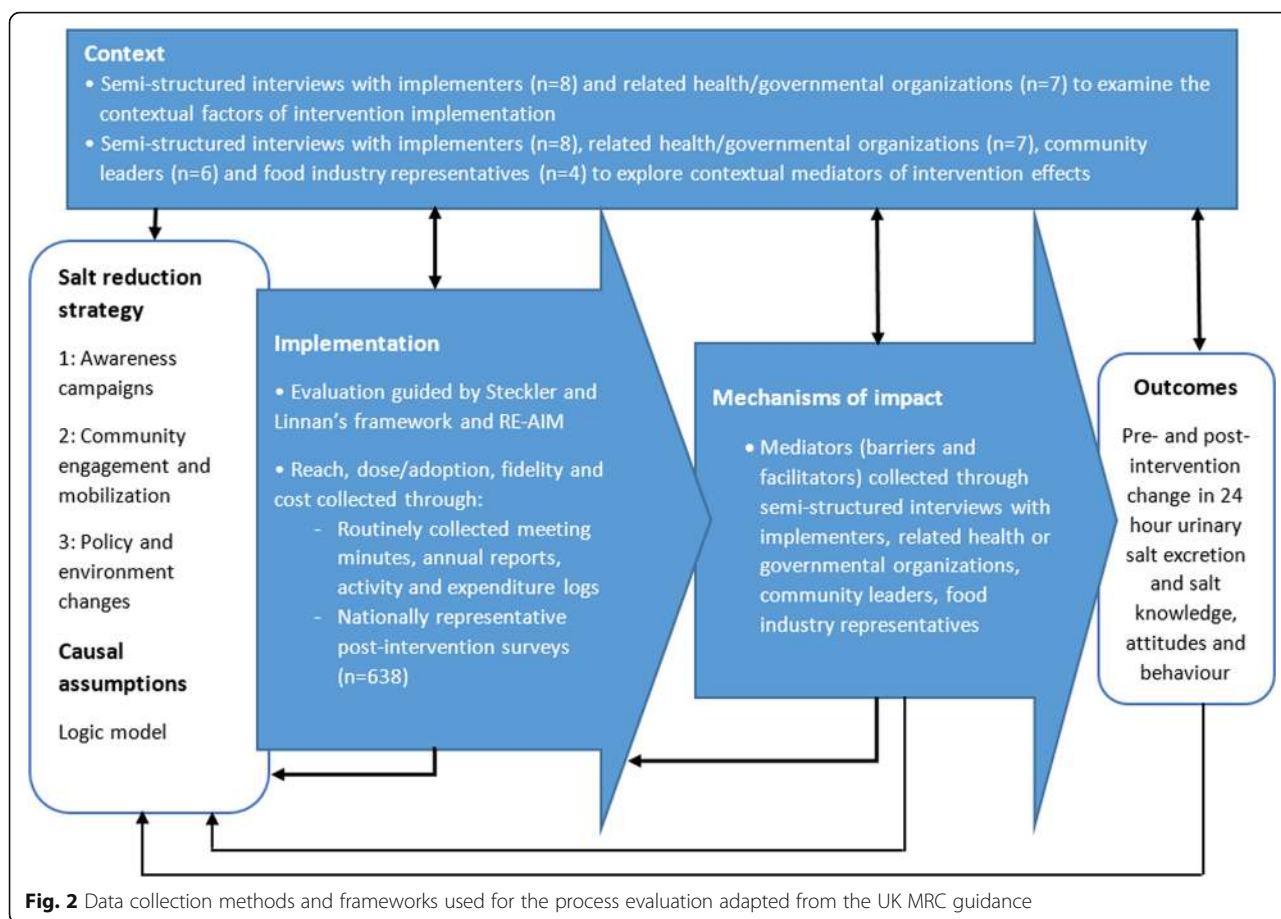 Context
• Semi-structured interviews with implementers (n=8) and related health/governmental organizations (n=7) to examine the
contextual factors of intervention implementation
• Semi-structured interviews with implementers (n=8), related health/governmental organizations (n=7), community
leaders (n=6) and food industry representatives (n=4) to explore contextual mediators of intervention effects
Salt reduction
strategy
1: Awareness
campaigns
2: Community
engagement and
mobilization
3: Policy and
environment
changes
Causal
assumptions
Logic model
Implementation
• Evaluation guided by Steckler and
Linnan's framework and RE-AIM
• Reach, dose/adoption, fidelity and
cost collected through:
- Routinely collected meeting
minutes, annual reports,
activity and expenditure logs
- Nationally representative
post-intervention surveys
(n=638)
Mechanisms of impact
• Mediators (barriers and
facilitators) collected through
semi-structured interviews with
implementers, related health or
governmental organizations,
community leaders, food
industry representatives
Outcomes
Pre- and post-
intervention
change in 24
hour urinary
salt excretion
and salt
knowledge,
attitudes and
behaviour
Fig. 2 Data collection methods and frameworks used for the process evaluation adapted from the UK MRC guidance